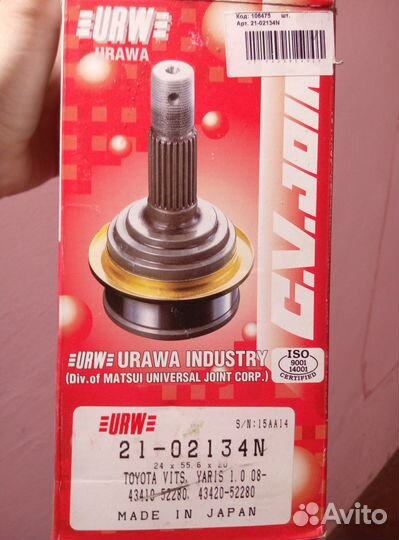 URW
URAWA
Код: 106475 шт.
Арт. 21-02134N
C.V. JOIN
URW URAWA INDUSTRY
(Div. of MATSUI UNIVERSAL JOINT CORP.)
ISO
9001
14001
CERTIFIED
URW
S/N:15AA14
21-02134N
24 x 55,6 x 20
TOYOTA VITS, YARIS 1.0 08-
43410-52280, 43420-52280
MADE IN JAPAN
Avito